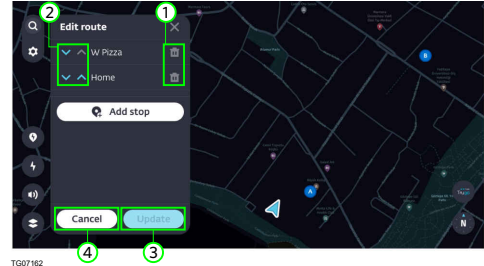 2
1
Edit route
W Pizza
Home
Add stop
B
A
Cancel
Update
N
4
3
TG07162